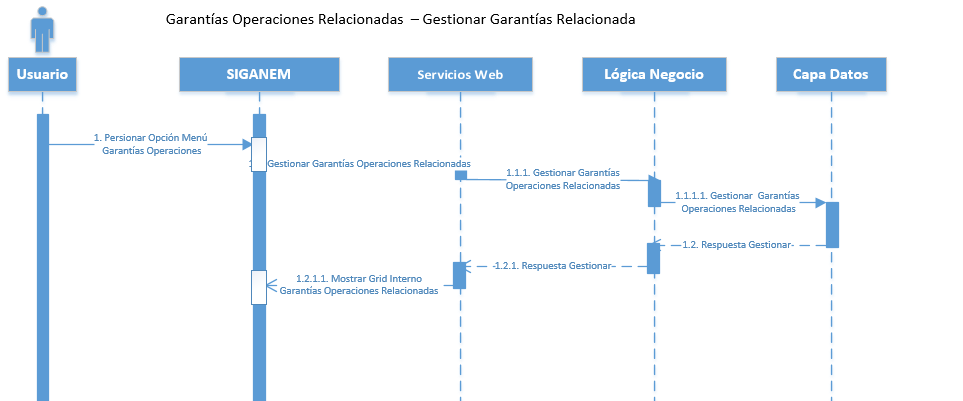 Garantías Operaciones Relacionadas – Gestionar Garantías Relacionada
Usuario
SIGANEM
Servicios Web
Lógica Negocio
Capa Datos
1. Persionar Opción Menú
Garantías Operaciones
Gestionar Garantías Operaciones Relacionadas
1.1.1. Gestionar Garantías
Operaciones Relacionadas
1.1.1.1. Gestionar Garantías
Operaciones Relacionadas
1.2. Respuesta Gestionar
1.2.1. Respuesta Gestionar
1.2.1.1. Mostrar Grid Interno
Garantías Operaciones Relacionadas